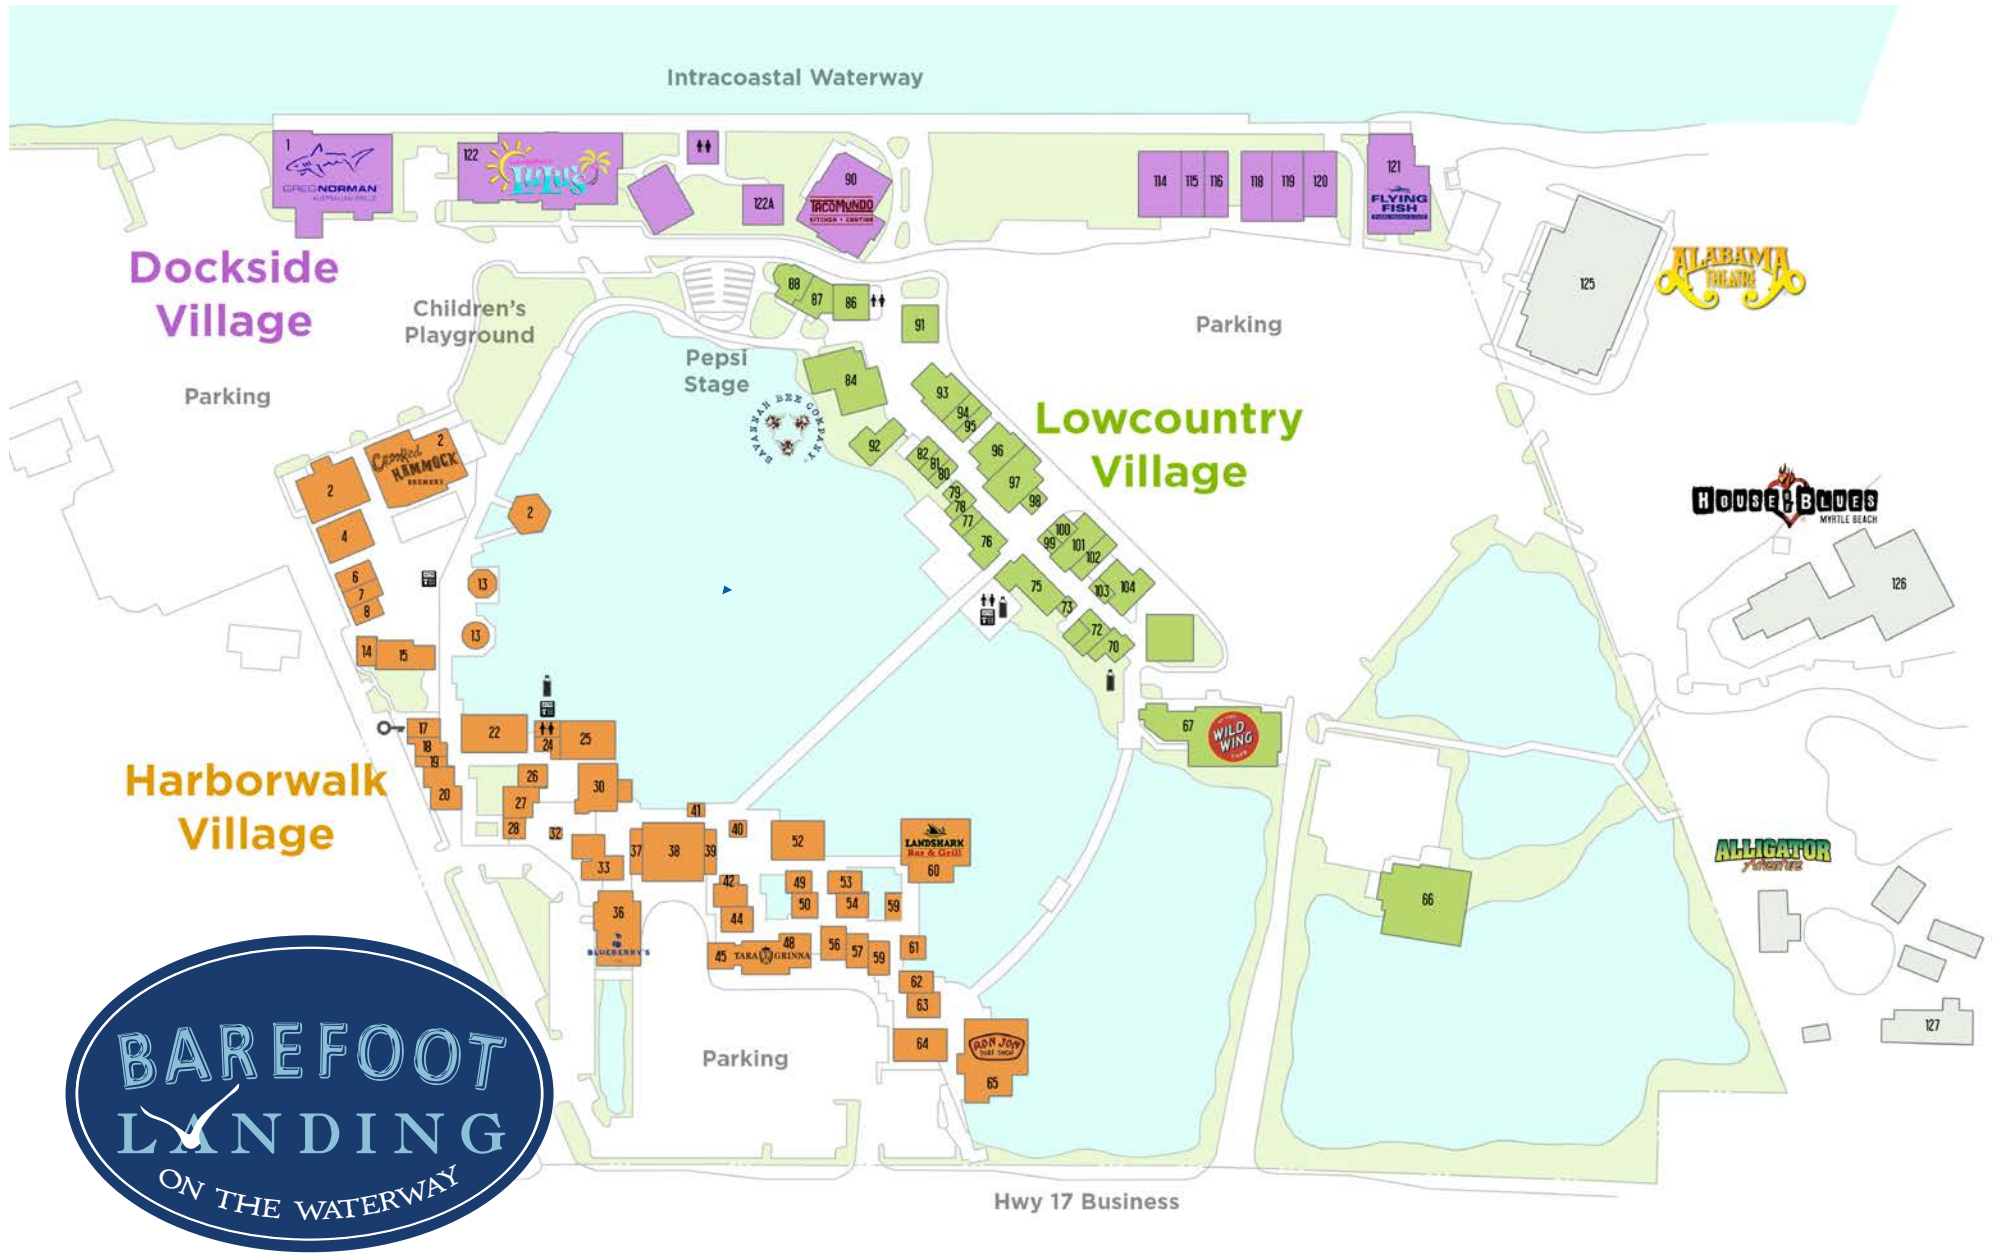 Intracoastal Waterway
1
GREG NORMAN
AUSTRALIAN GRILLE
122
LULU'S
122A
90
TACOMUNDO
KITCHEN • CANTINA
114
115
116
118
119
120
121
FLYING
FISH
Dockside
Village
Children's
Playground
Pepsi
Stage
Parking
88
87
86
91
84
SAVANNAH BEE COMPANY
92
93
94
95
96
97
98
82
81
80
79
78
77
76
100
99
101
102
103
104
75
73
72
70
Lowcountry
Village
Parking
125
ALABAMA
THEATRE
HOUSE OF BLUES
MYRTLE BEACH
126
67
WILD
WING
66
ALLIGATOR
Adventure
127
2
Crooked
HAMMOCK
BREWERY
2
2
4
6
7
8
13
13
14
15
Harborwalk
Village
17
18
19
20
22
24
25
26
27
28
30
32
33
36
BLUEBERRY'S
37
38
39
40
41
42
44
45
TARA GRINNA
48
49
50
52
53
54
59
56
57
59
LANDSHARK
Bar & Grill
60
61
62
63
64
RON JON
SURF SHOP
65
Parking
BAREFOOT
LANDING
ON THE WATERWAY
Hwy 17 Business